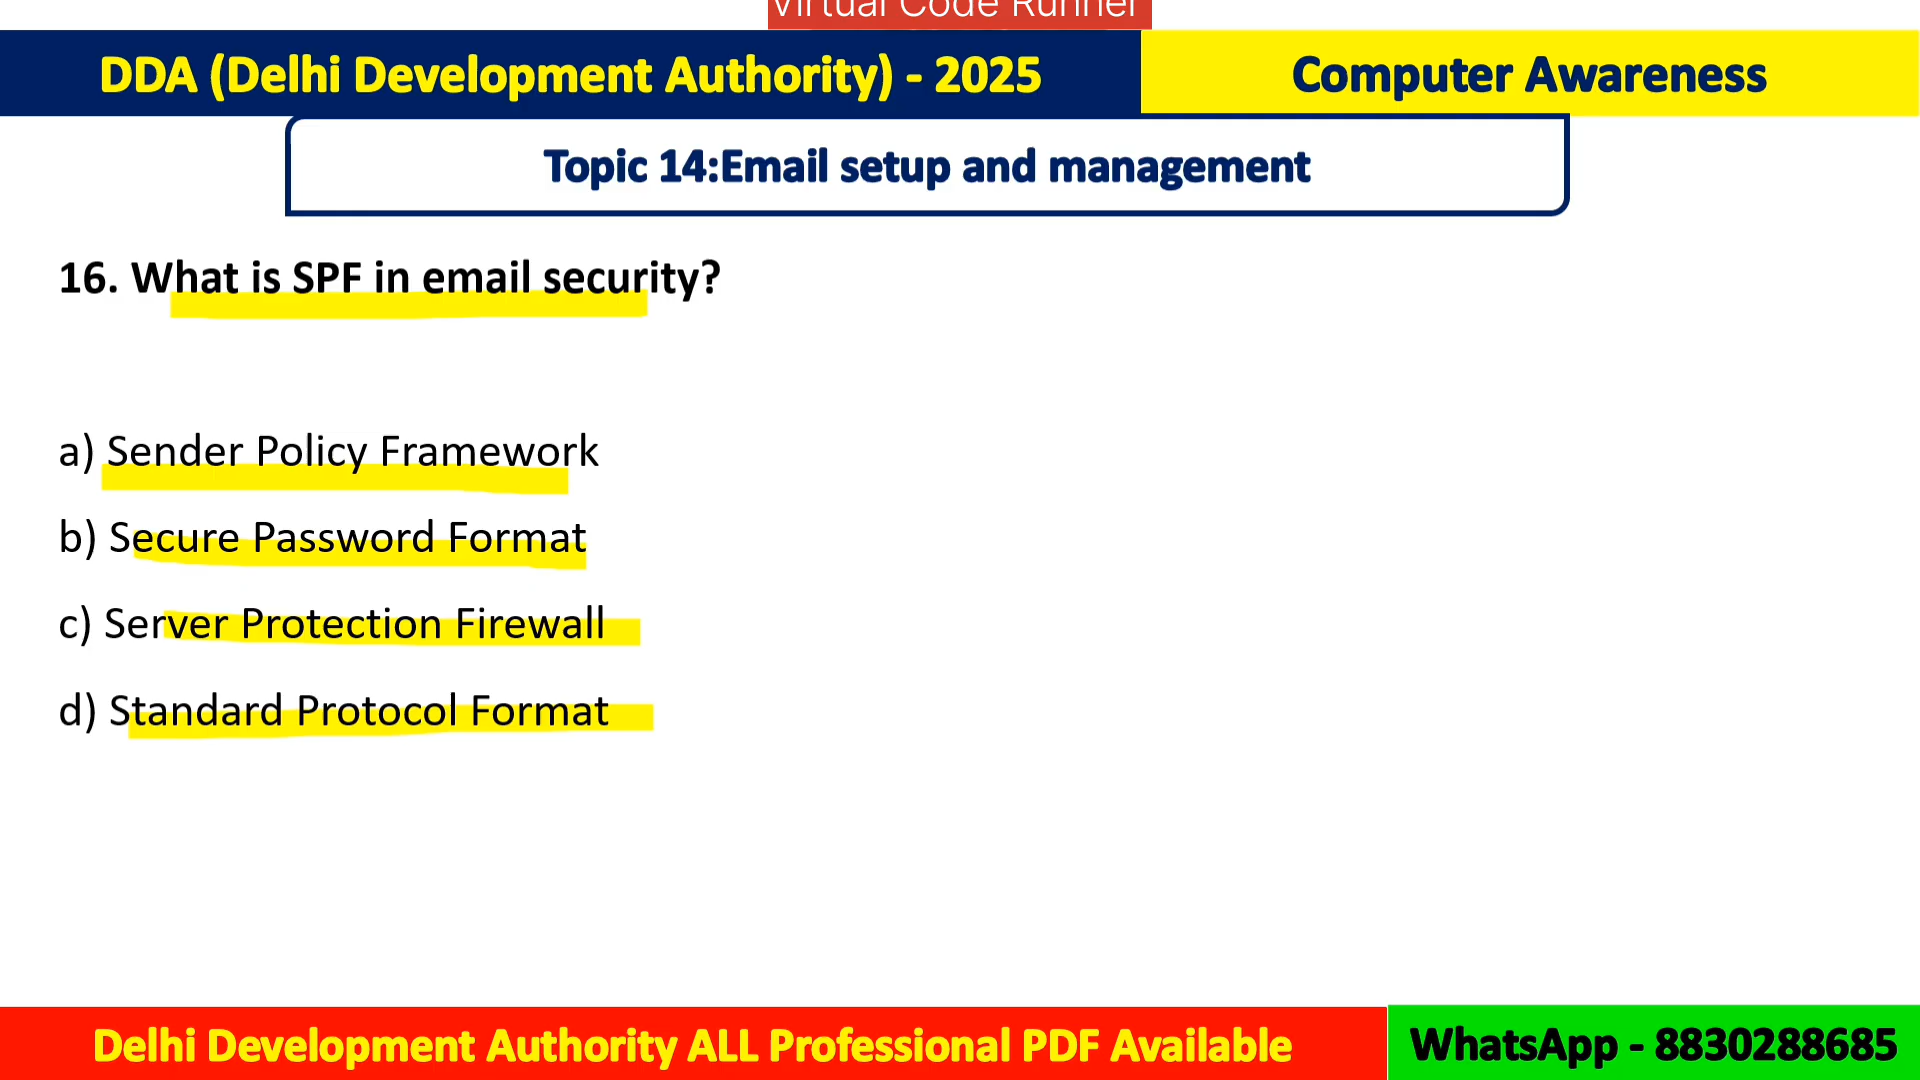 Virtual Code Runner
DDA (Delhi Development Authority) - 2025
Computer Awareness
Topic 14:Email setup and management
16. What is SPF in email security?
a) Sender Policy Framework
b) Secure Password Format
c) Server Protection Firewall
d) Standard Protocol Format
Delhi Development Authority ALL Professional PDF Available
WhatsApp - 8830288685